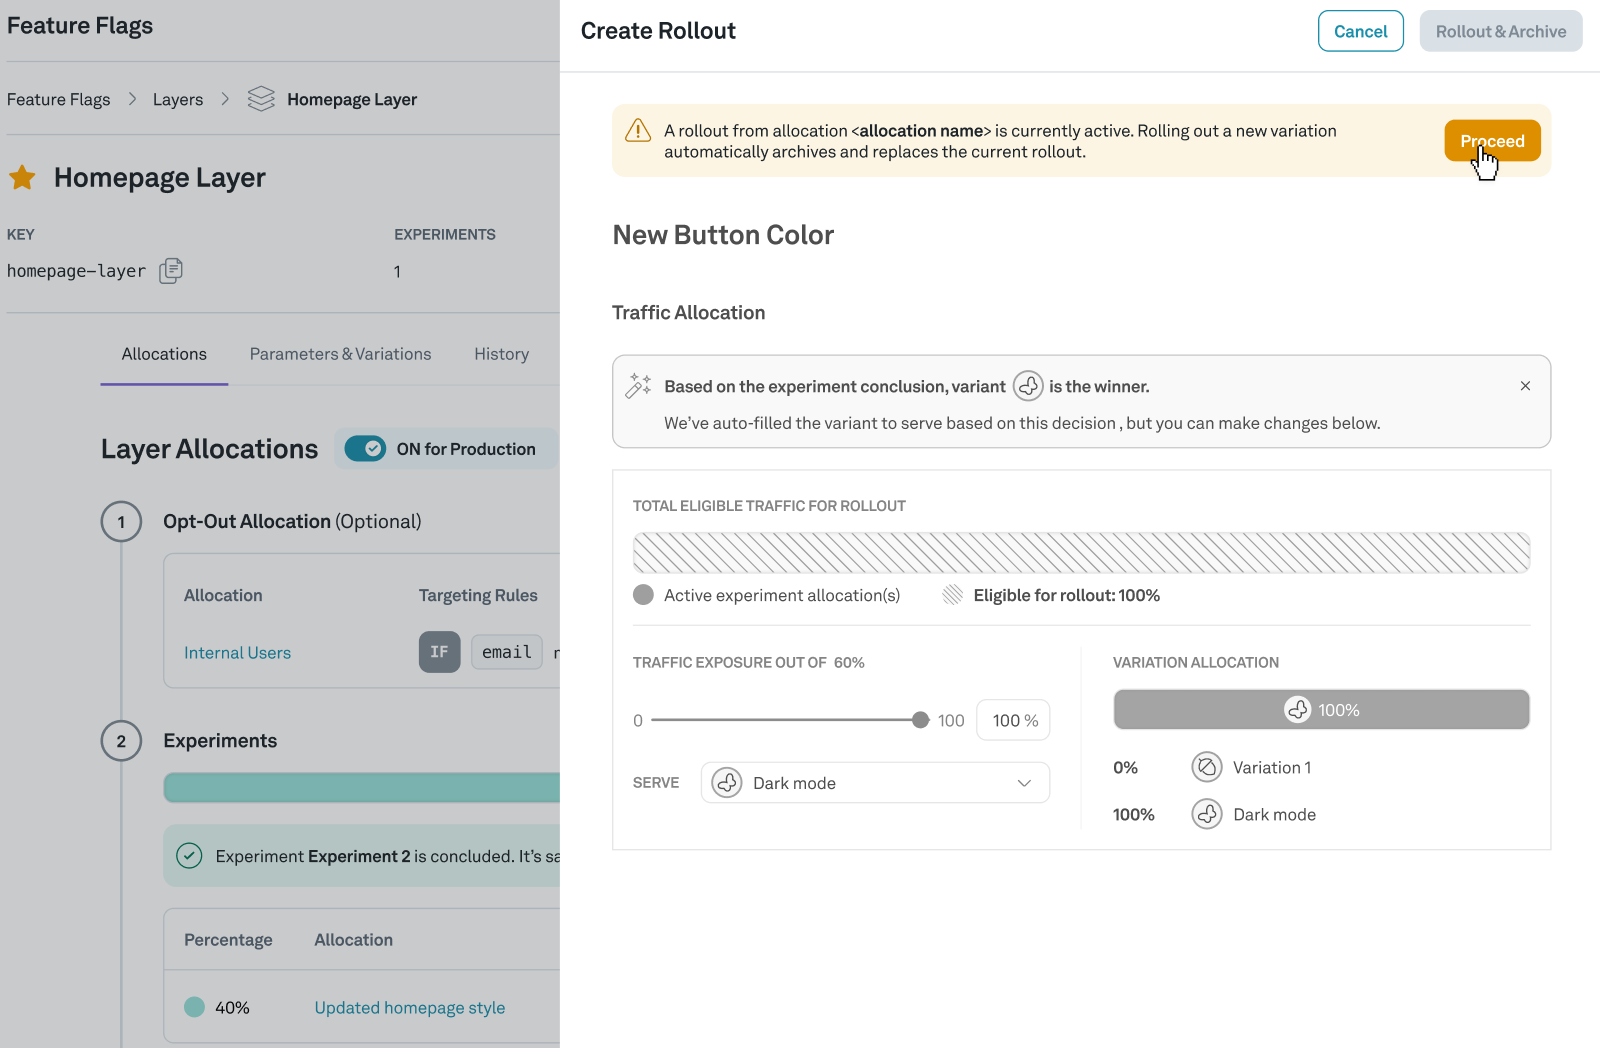 Feature Flags
Feature Flags
Layers
Homepage Layer
Homepage Layer
KEY
EXPERIMENTS
homepage-layer
1
Allocations
Parameters & Variations
History
Layer Allocations
ON for Production
1
Opt-Out Allocation (Optional)
Allocation
Targeting Rules
Internal Users
IF
email
2
Experiments
Experiment Experiment 2 is concluded. It's
Percentage
Allocation
40%
Updated homepage style
Create Rollout
Cancel
Rollout & Archive
A rollout from allocation <allocation name> is currently active. Rolling out a new variation
automatically archives and replaces the current rollout.
Proceed
New Button Color
Traffic Allocation
Based on the experiment conclusion, variant is the winner.
We've auto-filled the variant to serve based on this decision , but you can make changes below.
TOTAL ELIGIBLE TRAFFIC FOR ROLLOUT
Active experiment allocation(s)
Eligible for rollout: 100%
TRAFFIC EXPOSURE OUT OF 60%
0
100
100 %
SERVE
Dark mode
VARIATION ALLOCATION
100%
0%
Variation 1
100%
Dark mode